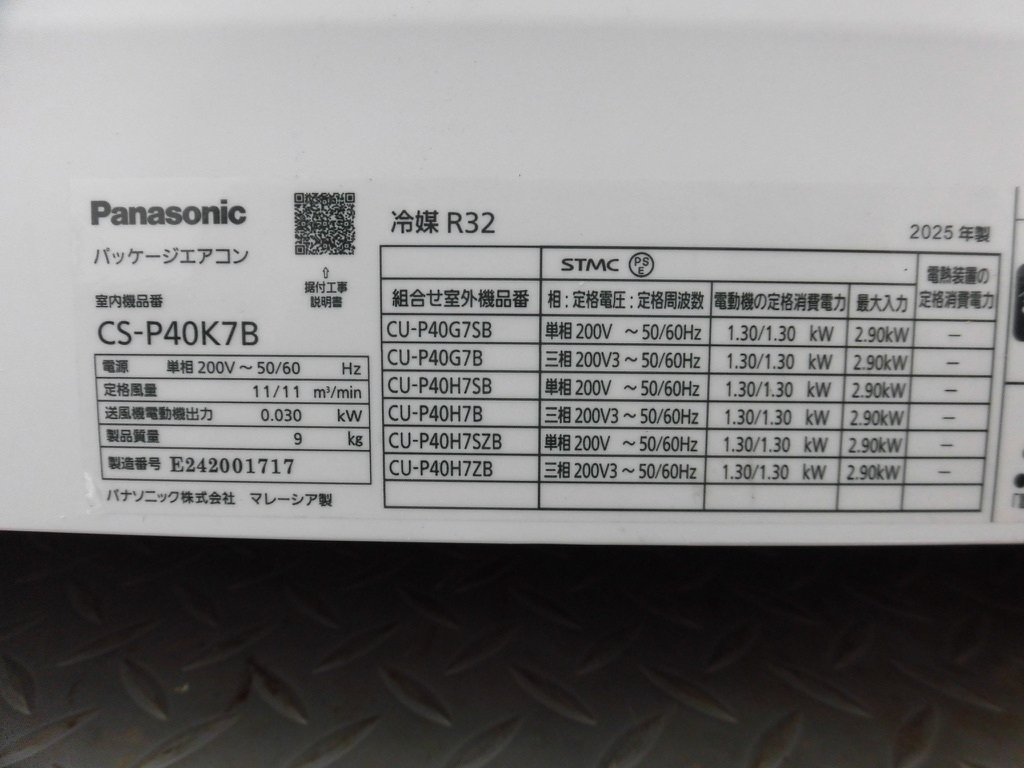 Panasonic
パッケージエアコン
⇧
据付工事
説明書
室内機品番
CS-P40K7B
電源 単相 200V ～ 50/60 Hz
定格風量 11/11 m³/min
送風機電動機出力 0.030 kW
製品質量 9 kg
製造番号 E242001717
パナソニック株式会社 マレーシア製
冷媒 R32
2025 年製
STMC PSE 電熱装置の定格消費電力
組合せ室外機品番 相：定格電圧：定格周波数 電動機の定格消費電力 最大入力
CU-P40G7SB 単相 200V ～ 50/60Hz 1.30/1.30 kW 2.90kW －
CU-P40G7B 三相 200V3 ～ 50/60Hz 1.30/1.30 kW 2.90kW －
CU-P40H7SB 単相 200V ～ 50/60Hz 1.30/1.30 kW 2.90kW －
CU-P40H7B 三相 200V3 ～ 50/60Hz 1.30/1.30 kW 2.90kW －
CU-P40H7SZB 単相 200V ～ 50/60Hz 1.30/1.30 kW 2.90kW －
CU-P40H7ZB 三相 200V3 ～ 50/60Hz 1.30/1.30 kW 2.90kW －